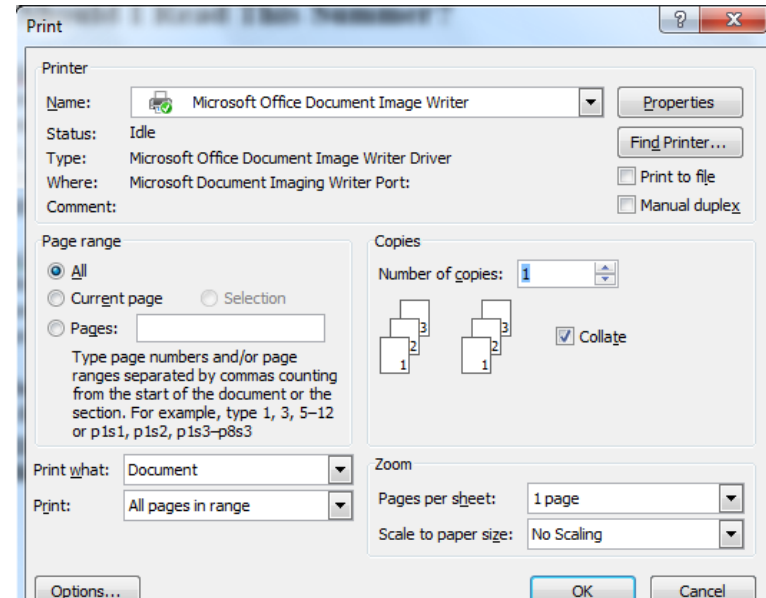 Should I Read This Summer?
Print
Printer
Name: Microsoft Office Document Image Writer Properties
Status: Idle Find Printer...
Type: Microsoft Office Document Image Writer Driver
Where: Microsoft Document Imaging Writer Port: Print to file
Comment: Manual duplex
Page range
All
Current page Selection
Pages:
Type page numbers and/or page
ranges separated by commas counting
from the start of the document or the
section. For example, type 1, 3, 5–12
or p1s1, p1s2, p1s3–p8s3
Copies
Number of copies: 1
3 3
2 2
1 1
Collate
Print what: Document
Print: All pages in range
Zoom
Pages per sheet: 1 page
Scale to paper size: No Scaling
Options... OK Cancel